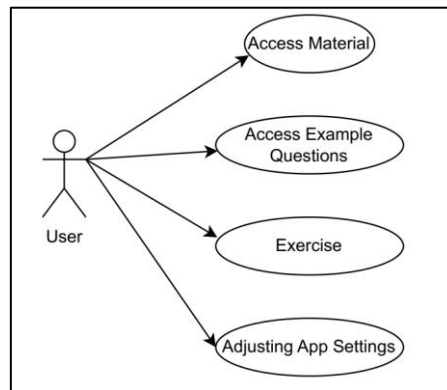 Access Material
Access Example
Questions
User
Exercise
Adjusting App Settings